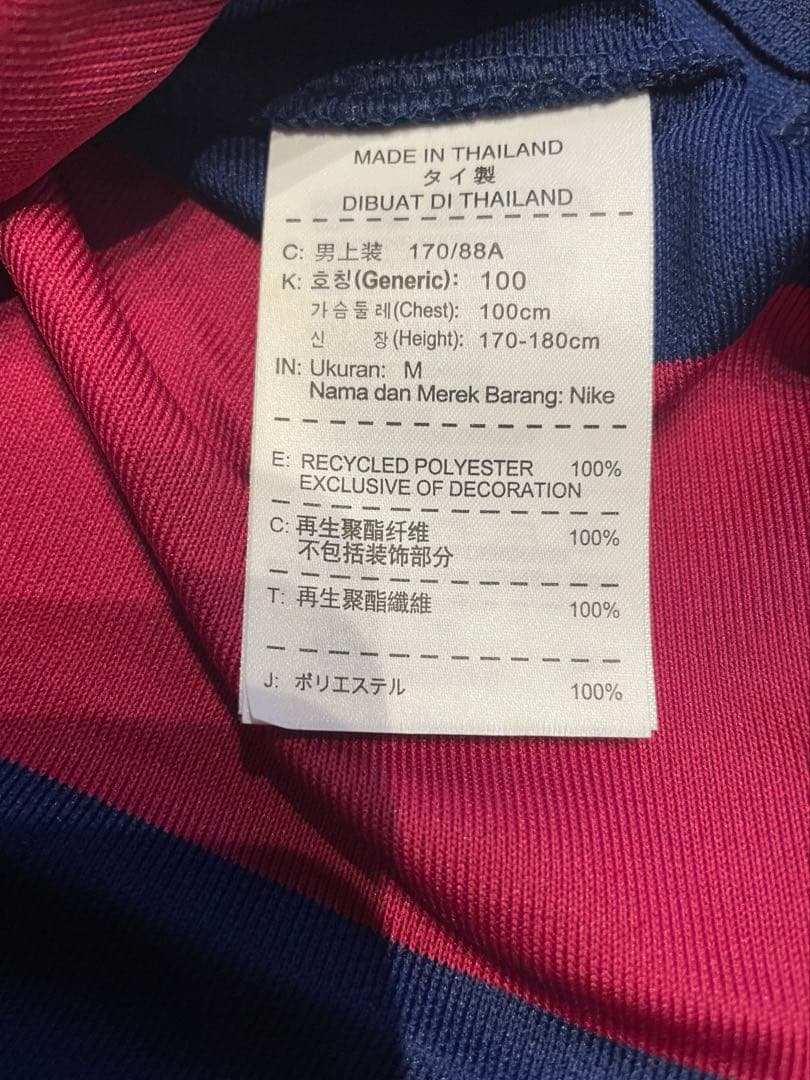 MADE IN THAILAND
タイ製
DIBUAT DI THAILAND
C: 男上装 170/88A
K: 호칭(Generic): 100
가슴둘레(Chest): 100cm
신 장(Height): 170-180cm
IN: Ukuran: M
Nama dan Merek Barang: Nike
E: RECYCLED POLYESTER 100%
EXCLUSIVE OF DECORATION
C: 再生聚酯纤维 100%
不包括装饰部分
T: 再生聚酯纖維 100%
J: ポリエステル 100%